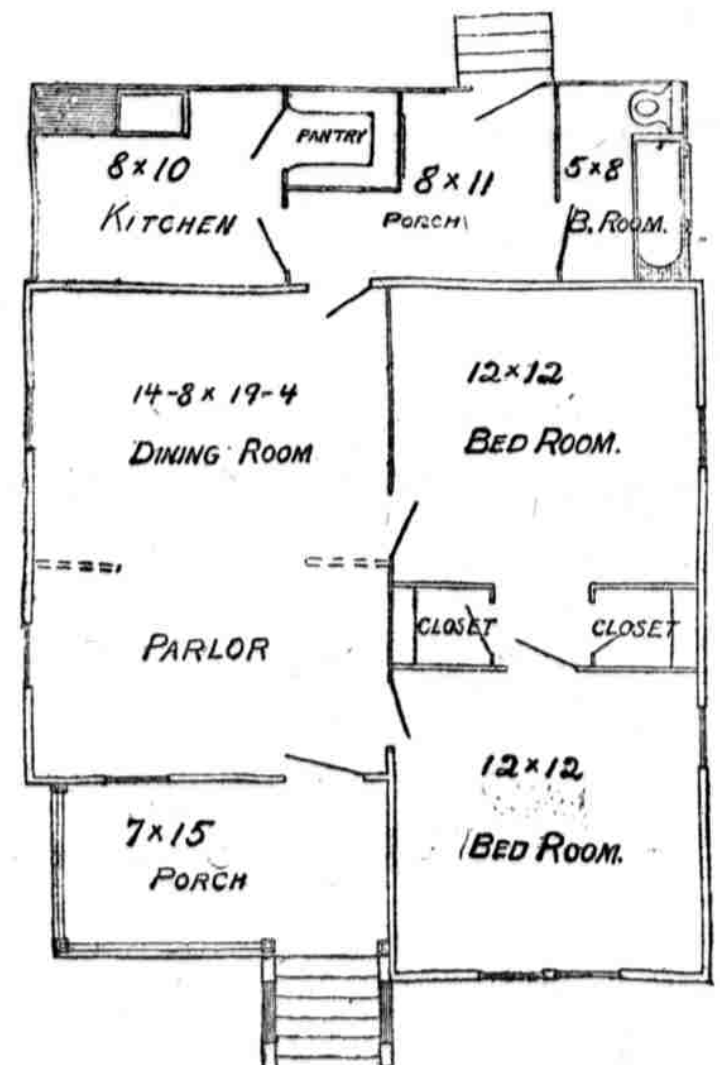 PANTRY
8 x 10
KITCHEN
8 x 11
PORCH
5 x 8
B. ROOM.
14-8 x 19-4
DINING ROOM
12 x 12
BED ROOM.
CLOSET
CLOSET
PARLOR
12 x 12
BED ROOM.
7 x 15
PORCH